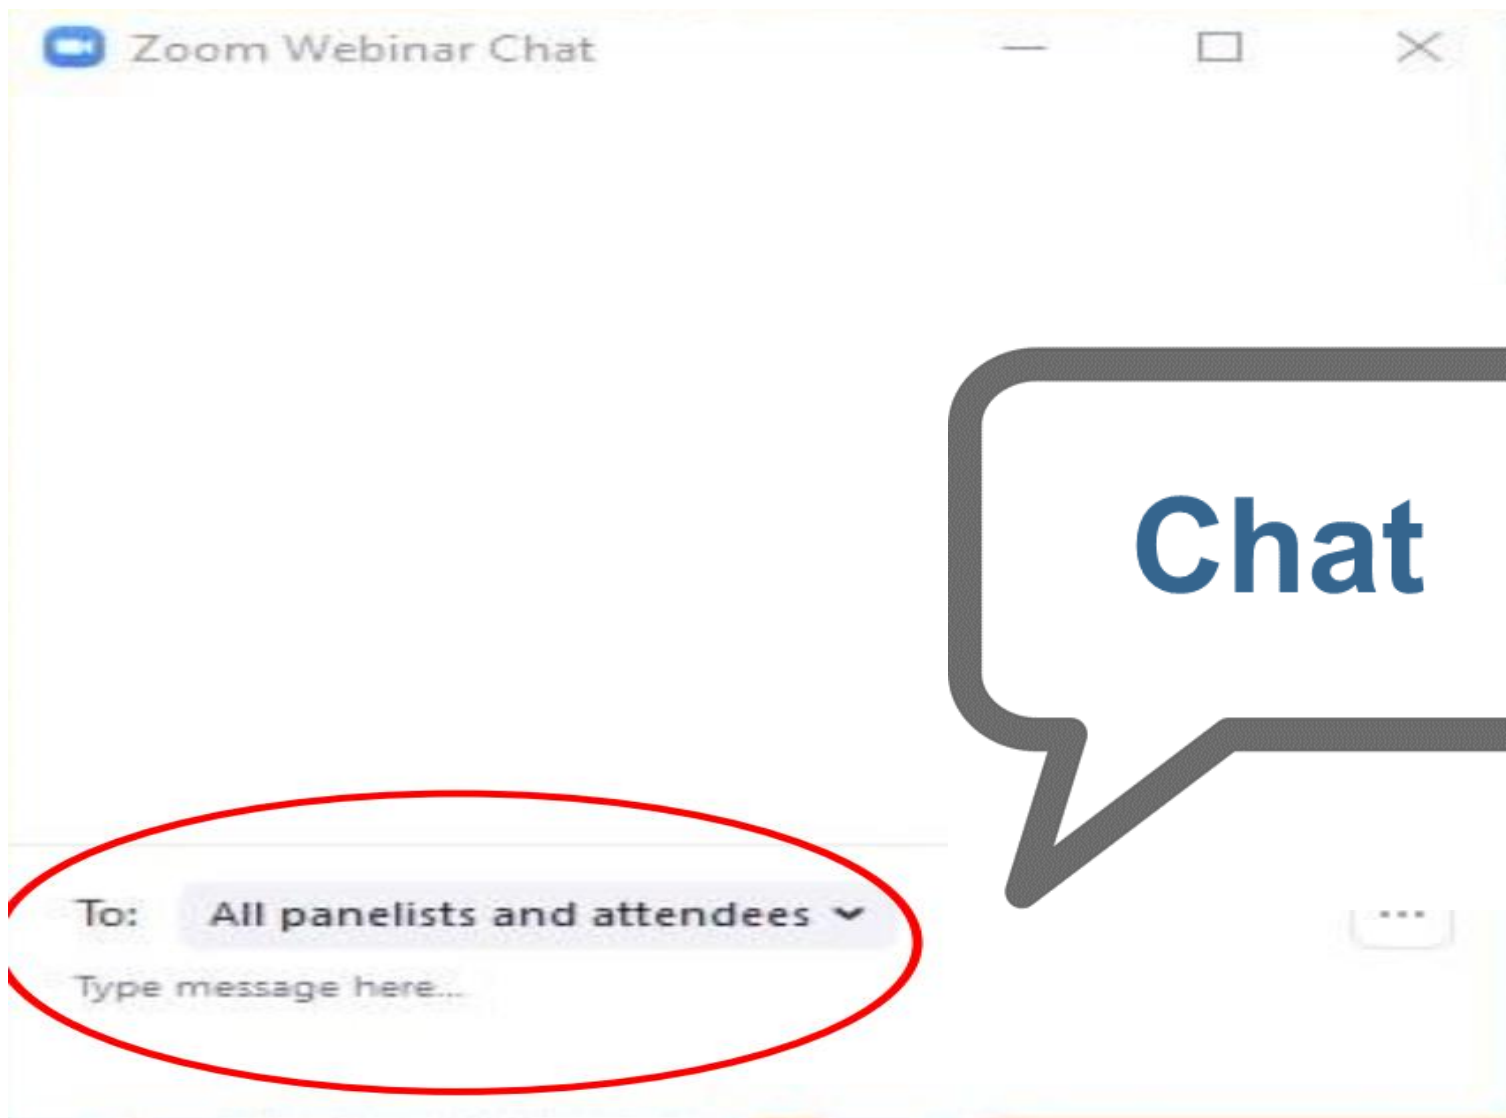 Zoom Webinar Chat
Chat
To: All panelists and attendees
Type message here...